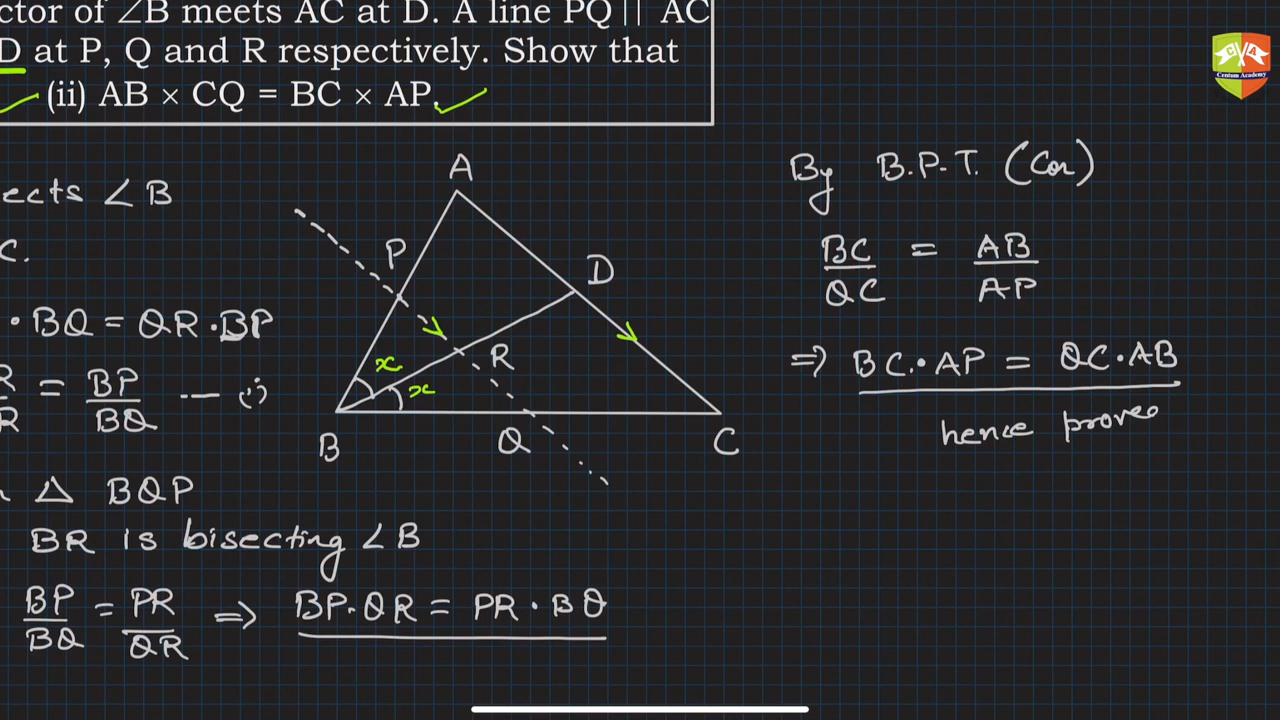 ctor of ∠B meets AC at D. A line PQ || AC
D at P, Q and R respectively. Show that
(ii) AB × CQ = BC × AP.
C A
Centum Academy
ects ∠B
C.
· BQ = QR · BP
R/R = BP/BQ --- (i)
A
P
D
x
x
R
B
Q
C
△ BQP
BR is bisecting ∠B
BP/BQ = PR/QR ⇒ BP·QR = PR·BQ
By B.P.T. (Cor)
BC/QC = AB/AP
⇒ BC·AP = QC·AB
hence proved